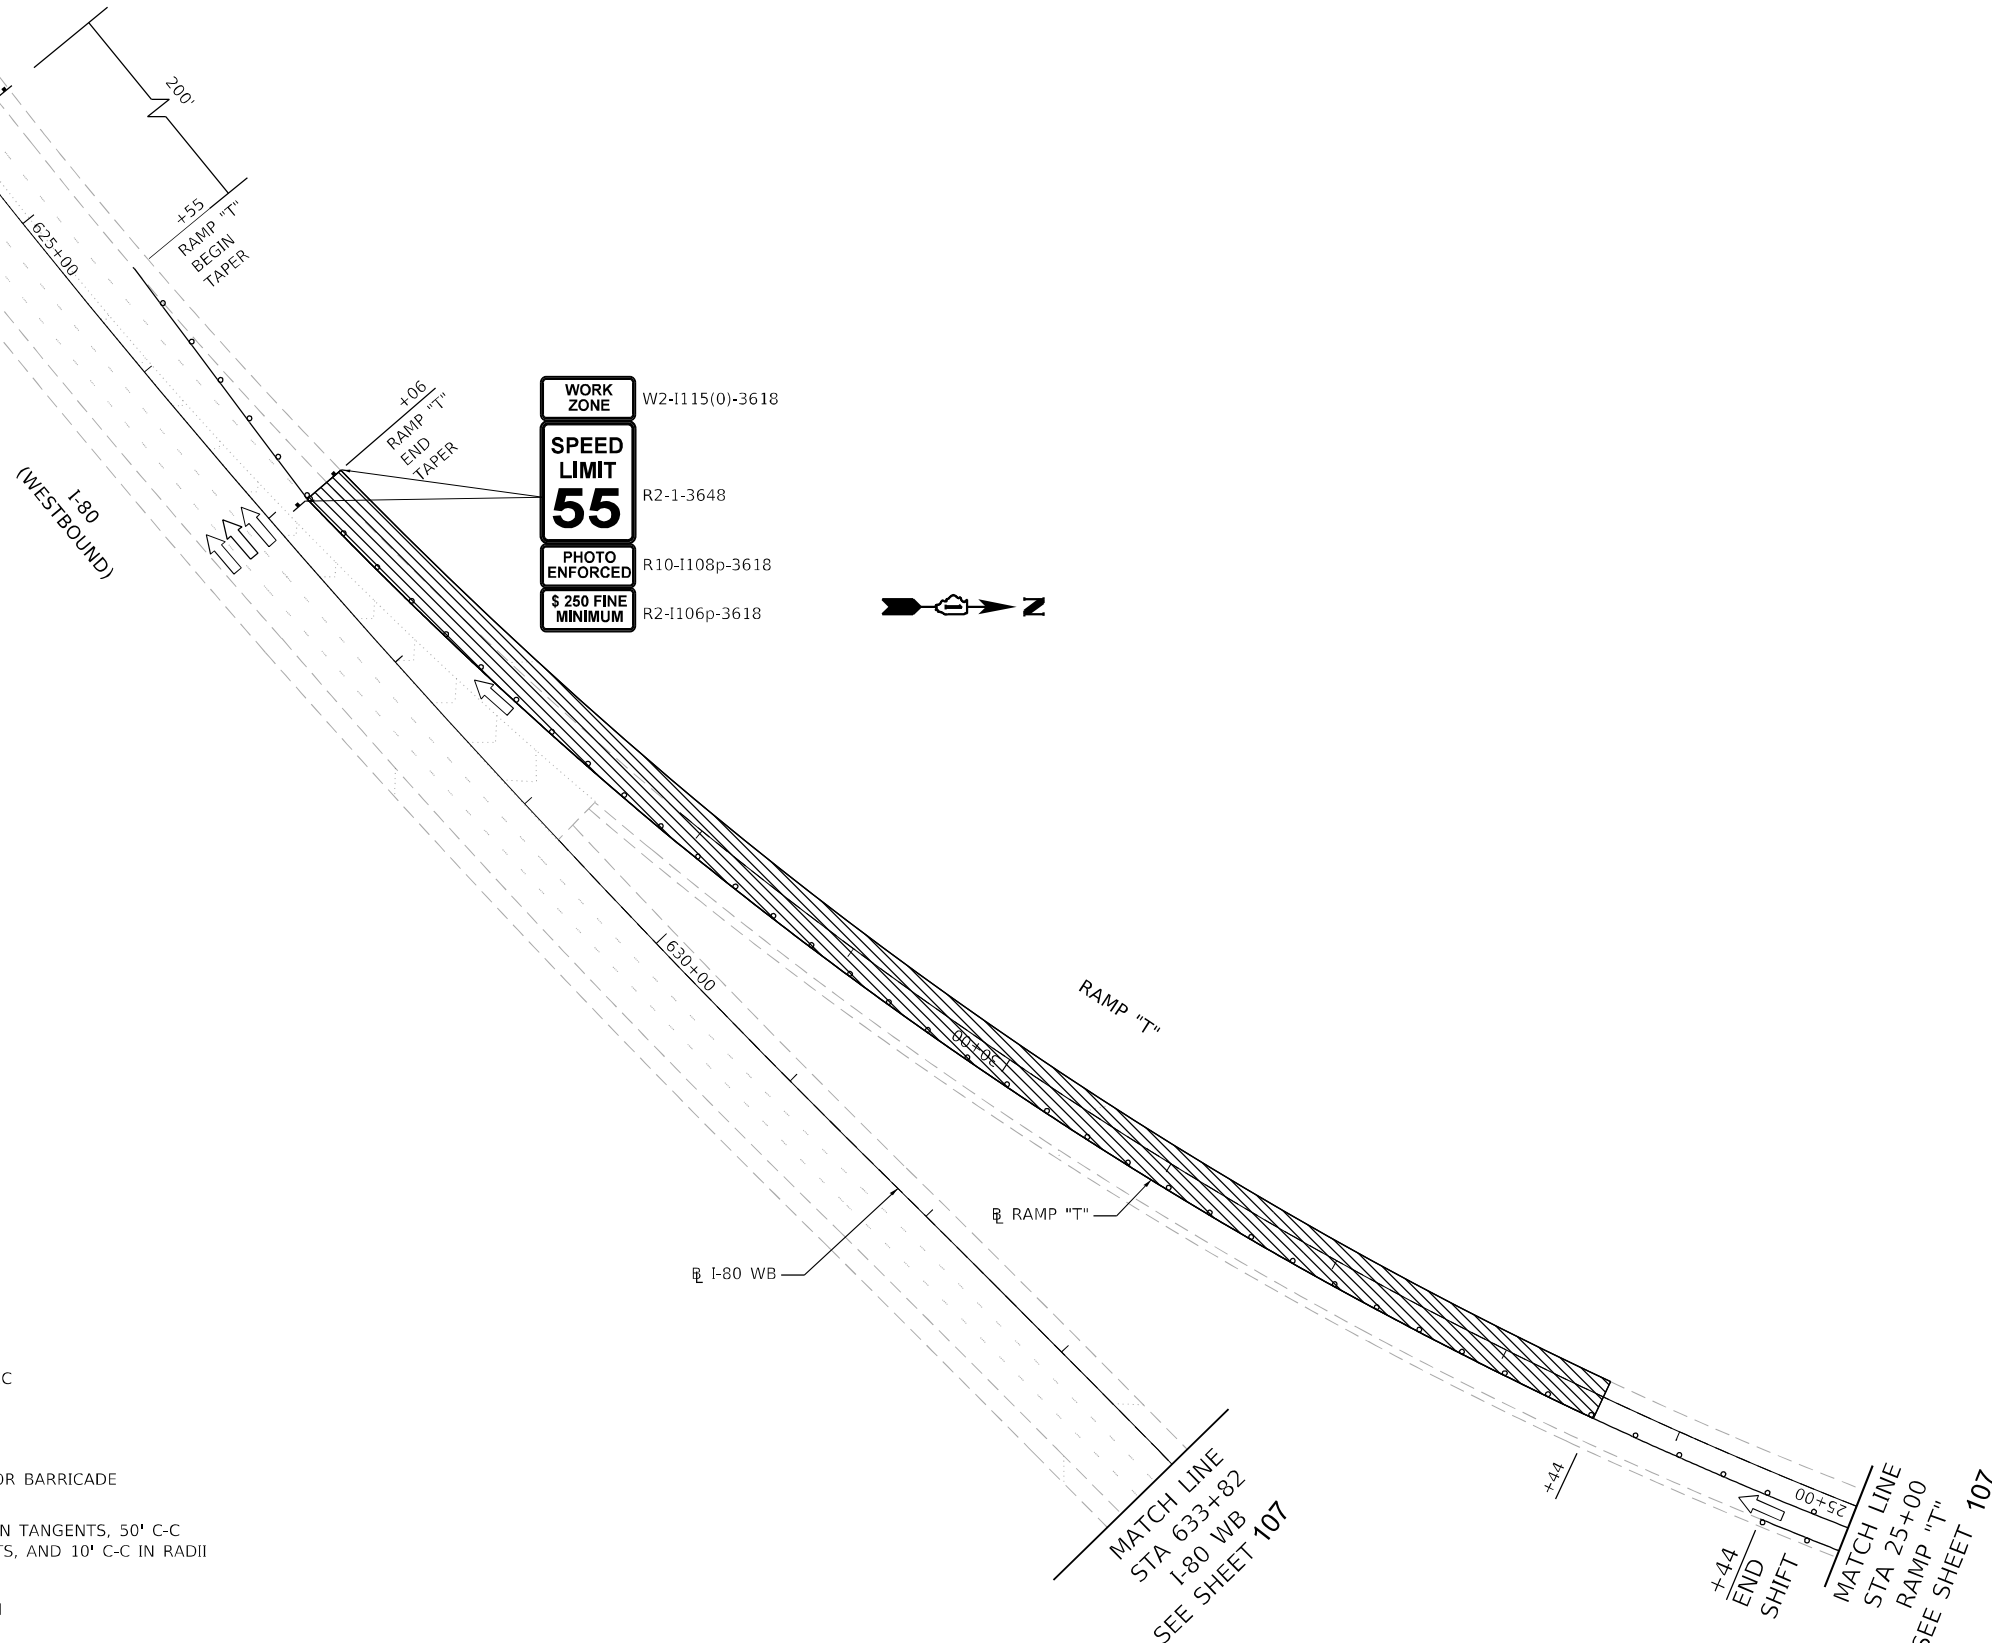 200'
+55
RAMP "T"
BEGIN
TAPER
625+00
+06
RAMP "T"
END
TAPER
WORK
ZONE
W2-I115(0)-3618
SPEED
LIMIT
55
R2-1-3648
PHOTO
ENFORCED
R10-I108p-3618
$ 250 FINE
MINIMUM
R2-I106p-3618
I-80
(WESTBOUND)
N
630+00
RAMP "T"
30+00
℄ RAMP "T"
℄ I-80 WB
C
OR BARRICADE
N TANGENTS, 50' C-C
TS, AND 10' C-C IN RADII
MATCH LINE
STA 633+82
I-80 WB
SEE SHEET 107
+44
+44
END
SHIFT
25+00
MATCH LINE
STA 25+00
RAMP "T"
SEE SHEET 107